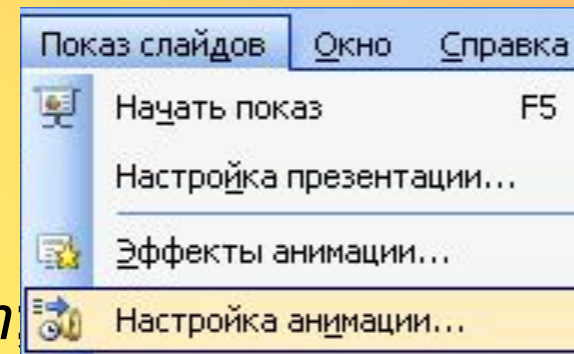 Показ слайдов Окно Справка
Начать показ F5
Настройка презентации...
Эффекты анимации...
Настройка анимации...